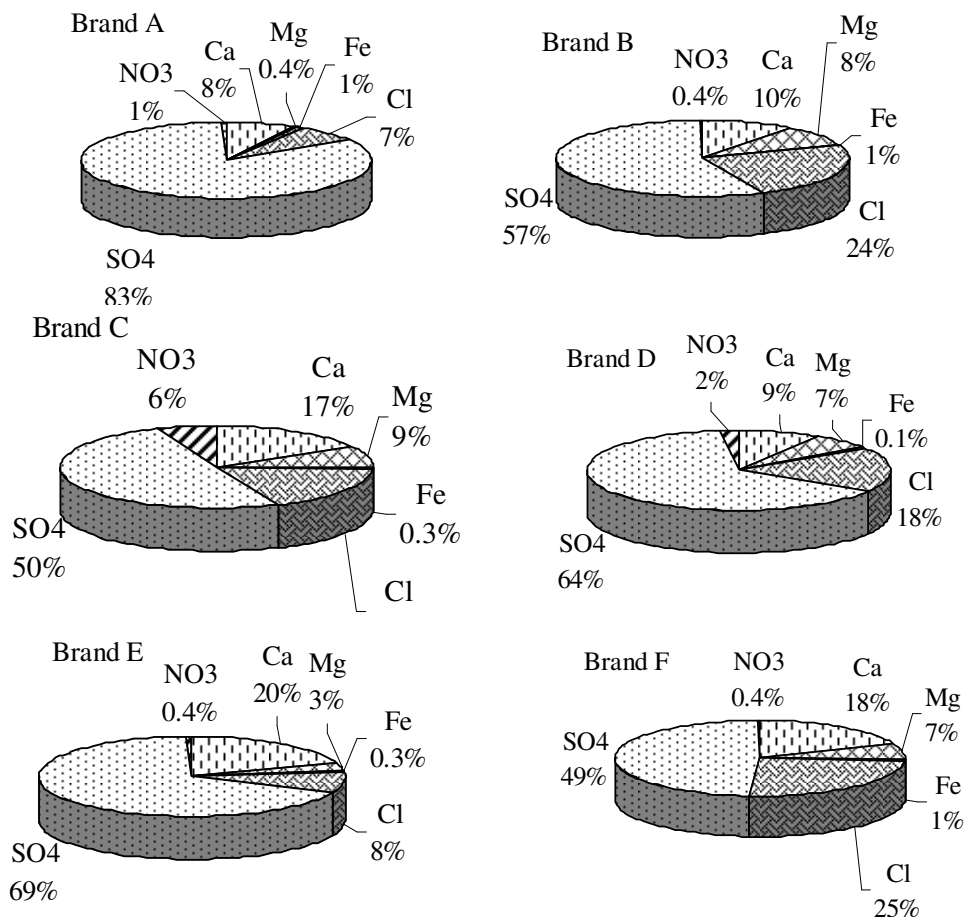 Brand A
NO3
1%
Ca
8%
Mg
0.4%
Fe
1%
Cl
7%
SO4
83%
Brand B
NO3
0.4%
Ca
10%
Mg
8%
Fe
1%
Cl
24%
SO4
57%
Brand C
NO3
6%
Ca
17%
Mg
9%
Fe
0.3%
Cl
SO4
50%
Brand D
NO3
2%
Ca
9%
Mg
7%
Fe
0.1%
Cl
18%
SO4
64%
Brand E
NO3
0.4%
Ca
20%
Mg
3%
Fe
0.3%
Cl
8%
SO4
69%
Brand F
NO3
0.4%
Ca
18%
Mg
7%
Fe
1%
Cl
25%
SO4
49%